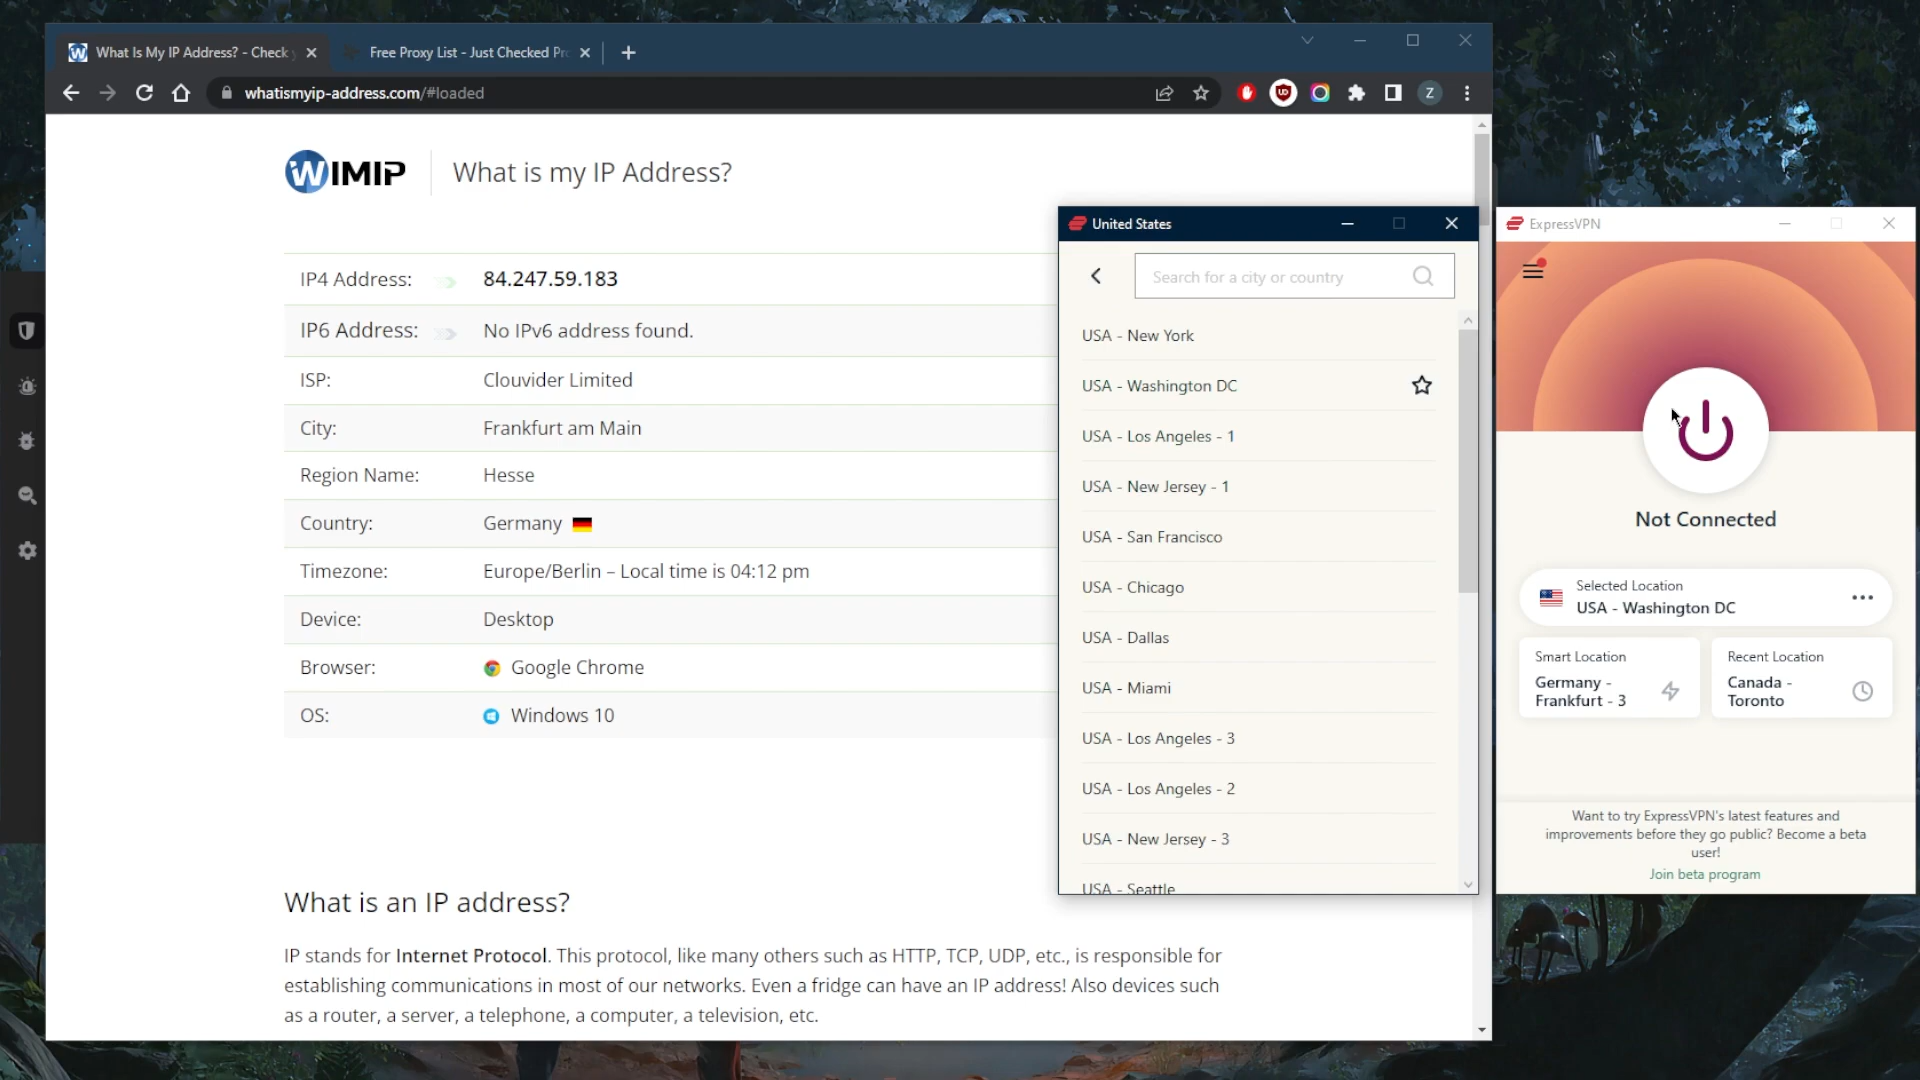 What Is My IP Address? - Check
Free Proxy List - Just Checked Pr
whatismyip-address.com/#loaded
Z
WIMIP
What is my IP Address?
IP4 Address: 84.247.59.183
IP6 Address: No IPv6 address found.
ISP: Clouvider Limited
City: Frankfurt am Main
Region Name: Hesse
Country: Germany
Timezone: Europe/Berlin – Local time is 04:12 pm
Device: Desktop
Browser: Google Chrome
OS: Windows 10
What is an IP address?
IP stands for Internet Protocol. This protocol, like many others such as HTTP, TCP, UDP, etc., is responsible for
establishing communications in most of our networks. Even a fridge can have an IP address! Also devices such
as a router, a server, a telephone, a computer, a television, etc.
United States
Search for a city or country
USA - New York
USA - Washington DC
USA - Los Angeles - 1
USA - New Jersey - 1
USA - San Francisco
USA - Chicago
USA - Dallas
USA - Miami
USA - Los Angeles - 3
USA - Los Angeles - 2
USA - New Jersey - 3
USA - Seattle
ExpressVPN
Not Connected
Selected Location
USA - Washington DC
Smart Location
Germany -
Frankfurt - 3
Recent Location
Canada -
Toronto
Want to try ExpressVPN's latest features and
improvements before they go public? Become a beta
user!
Join beta program